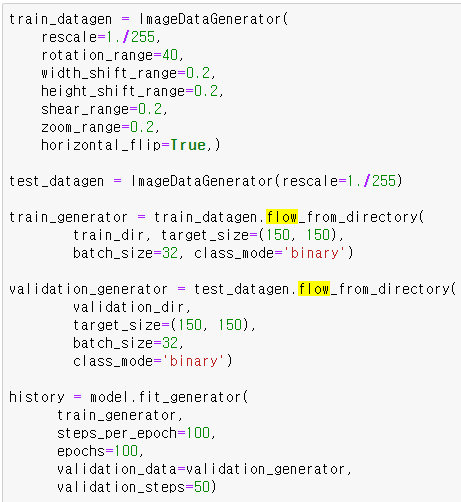 train_datagen = ImageDataGenerator(
    rescale=1./255,
    rotation_range=40,
    width_shift_range=0.2,
    height_shift_range=0.2,
    shear_range=0.2,
    zoom_range=0.2,
    horizontal_flip=True,)

test_datagen = ImageDataGenerator(rescale=1./255)

train_generator = train_datagen.flow_from_directory(
        train_dir, target_size=(150, 150),
        batch_size=32, class_mode='binary')

validation_generator = test_datagen.flow_from_directory(
        validation_dir,
        target_size=(150, 150),
        batch_size=32,
        class_mode='binary')

history = model.fit_generator(
      train_generator,
      steps_per_epoch=100,
      epochs=100,
      validation_data=validation_generator,
      validation_steps=50)